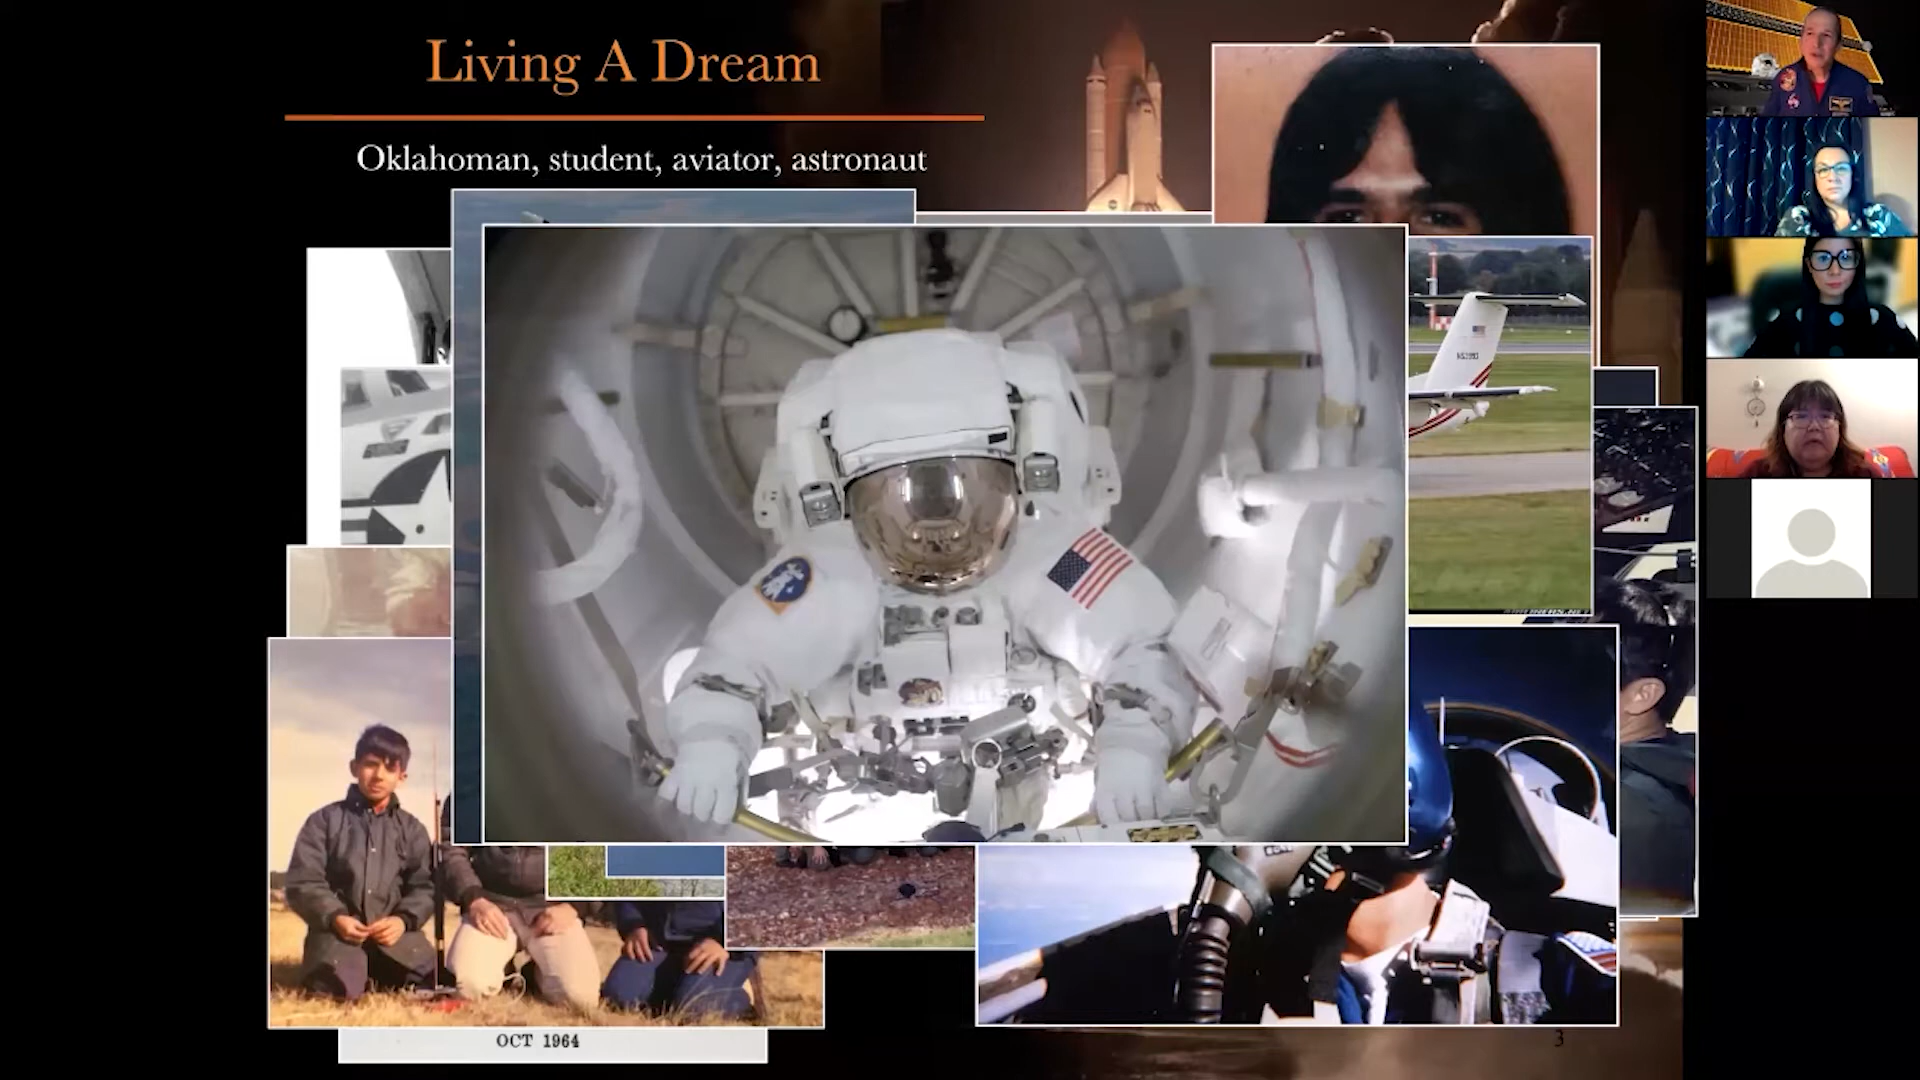 Living A Dream
Oklahoman, student, aviator, astronaut
OCT 1964
3